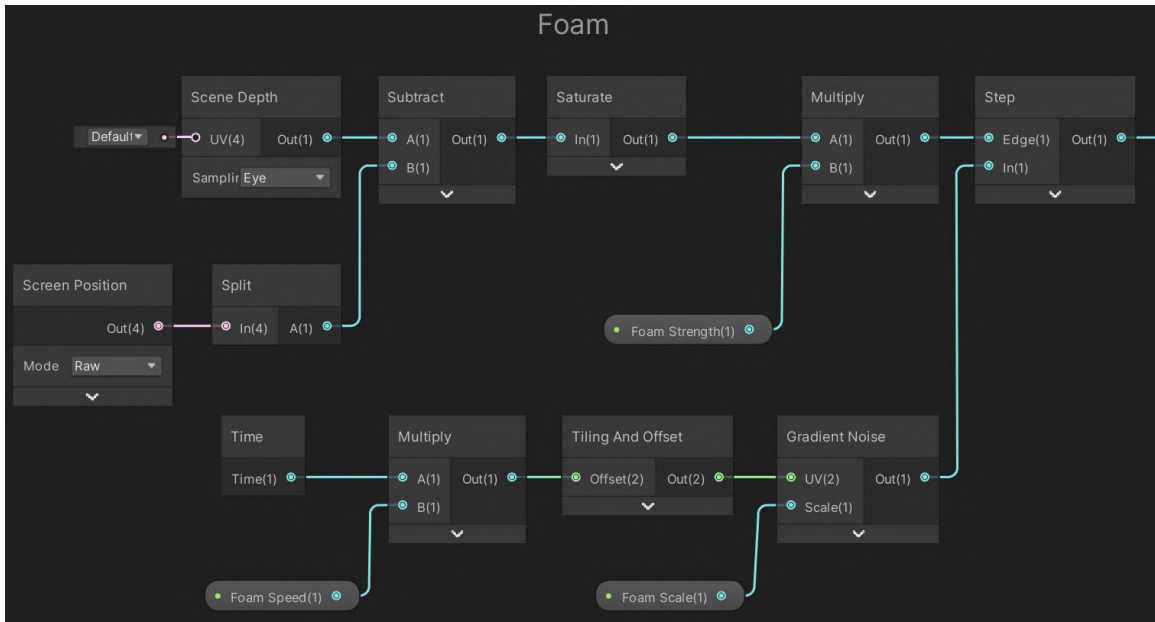 Foam
Scene Depth
Default
UV(4) Out(1)
Samplin Eye
Subtract
A(1) Out(1)
B(1)
Saturate
In(1) Out(1)
Multiply
A(1) Out(1)
B(1)
Step
Edge(1) Out(1)
In(1)
Screen Position
Out(4)
Mode Raw
Split
In(4) A(1)
Foam Strength(1)
Time
Time(1)
Multiply
A(1) Out(1)
B(1)
Tiling And Offset
Offset(2) Out(2)
Gradient Noise
UV(2) Out(1)
Scale(1)
Foam Speed(1)
Foam Scale(1)